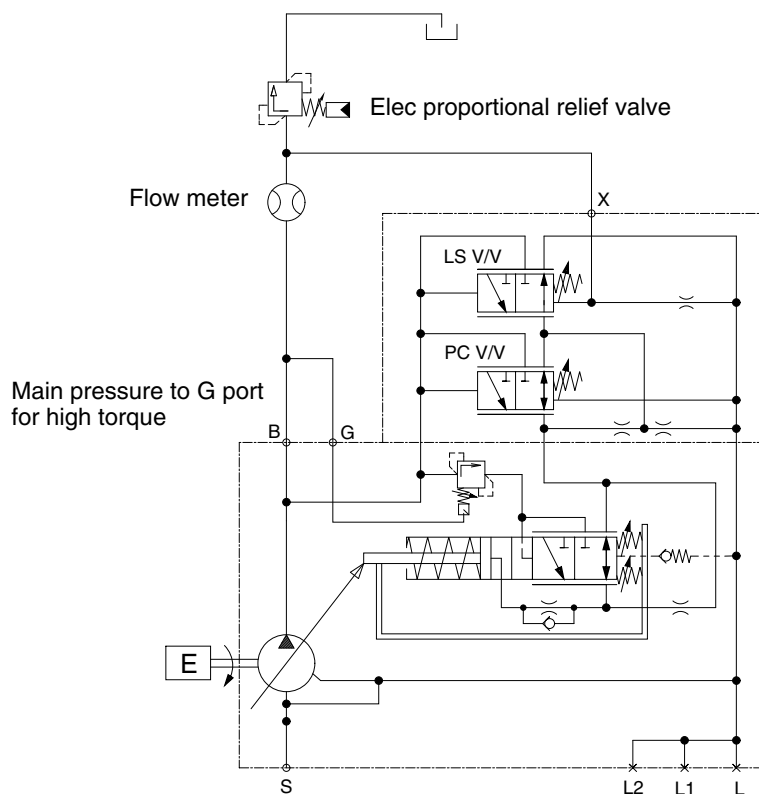 Elec proportional relief valve
Flow meter
X
LS V/V
PC V/V
Main pressure to G port
for high torque
B
G
E
S
L2
L1
L